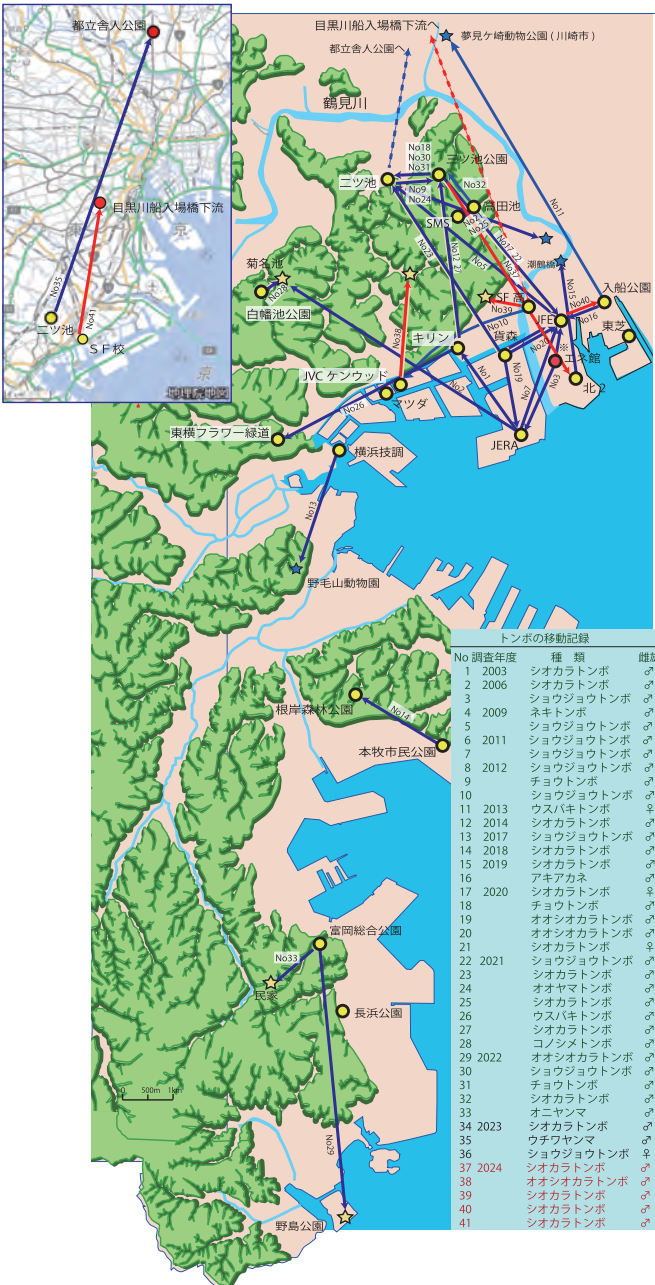 都立舎人公園
目黒川船入場橋下流
東
京
No35
No41
二ツ池
ＳＦ校
京
地理院地図
目黒川船入場橋下流へ
都立舎人公園へ
夢見ケ崎動物公園(川崎市)
鶴見川
No18
No30
No31
三ツ池公園
二ツ池
No9
No24
No32
高田池
SMS
No11
No17
No37
No5
No23
No12
潮鶴橋
No15
菊名池
No28
白幡池公園
SF高
No39
入船公園
No40
No16
JFE
東芝
No10
貨森
No20
キリン
No38
※
エネ館
No1
No19
No7
No3
北2
JVCケンウッド
No2
マツダ
No26
東横フラワー緑道
JERA
横浜技調
No13
野毛山動物園
根岸森林公園
No14
本牧市民公園
富岡総合公園
No33
民家
長浜公園
0 500m 1km
No29
野島公園
トンボの移動記録
No 調査年度 種 類 雌雄
1 2003 シオカラトンボ ♂
2 2006 シオカラトンボ ♂
3 ショウジョウトンボ ♂
4 2009 ネキトンボ ♂
5 ショウジョウトンボ ♂
6 2011 ショウジョウトンボ ♂
7 ショウジョウトンボ ♂
8 2012 ショウジョウトンボ ♂
9 チョウトンボ ♂
10 ショウジョウトンボ ♂
11 2013 ウスバキトンボ ♀
12 2014 シオカラトンボ ♂
13 2017 ショウジョウトンボ ♂
14 2018 シオカラトンボ ♂
15 2019 シオカラトンボ ♂
16 アキアカネ ♂
17 2020 シオカラトンボ ♀
18 チョウトンボ ♂
19 オオシオカラトンボ ♂
20 オオシオカラトンボ ♂
21 シオカラトンボ ♀
22 2021 ショウジョウトンボ ♂
23 シオカラトンボ ♂
24 オオヤマトンボ ♂
25 シオカラトンボ ♂
26 ウスバキトンボ ♂
27 シオカラトンボ ♂
28 コノシメトンボ ♂
29 2022 オオシオカラトンボ ♂
30 ショウジョウトンボ ♂
31 チョウトンボ ♂
32 シオカラトンボ ♂
33 オニヤンマ ♂
34 2023 シオカラトンボ ♂
35 ウチワヤンマ ♂
36 ショウジョウトンボ ♀
37 2024 シオカラトンボ ♂
38 オオシオカラトンボ ♂
39 シオカラトンボ ♂
40 シオカラトンボ ♂
41 シオカラトンボ ♂